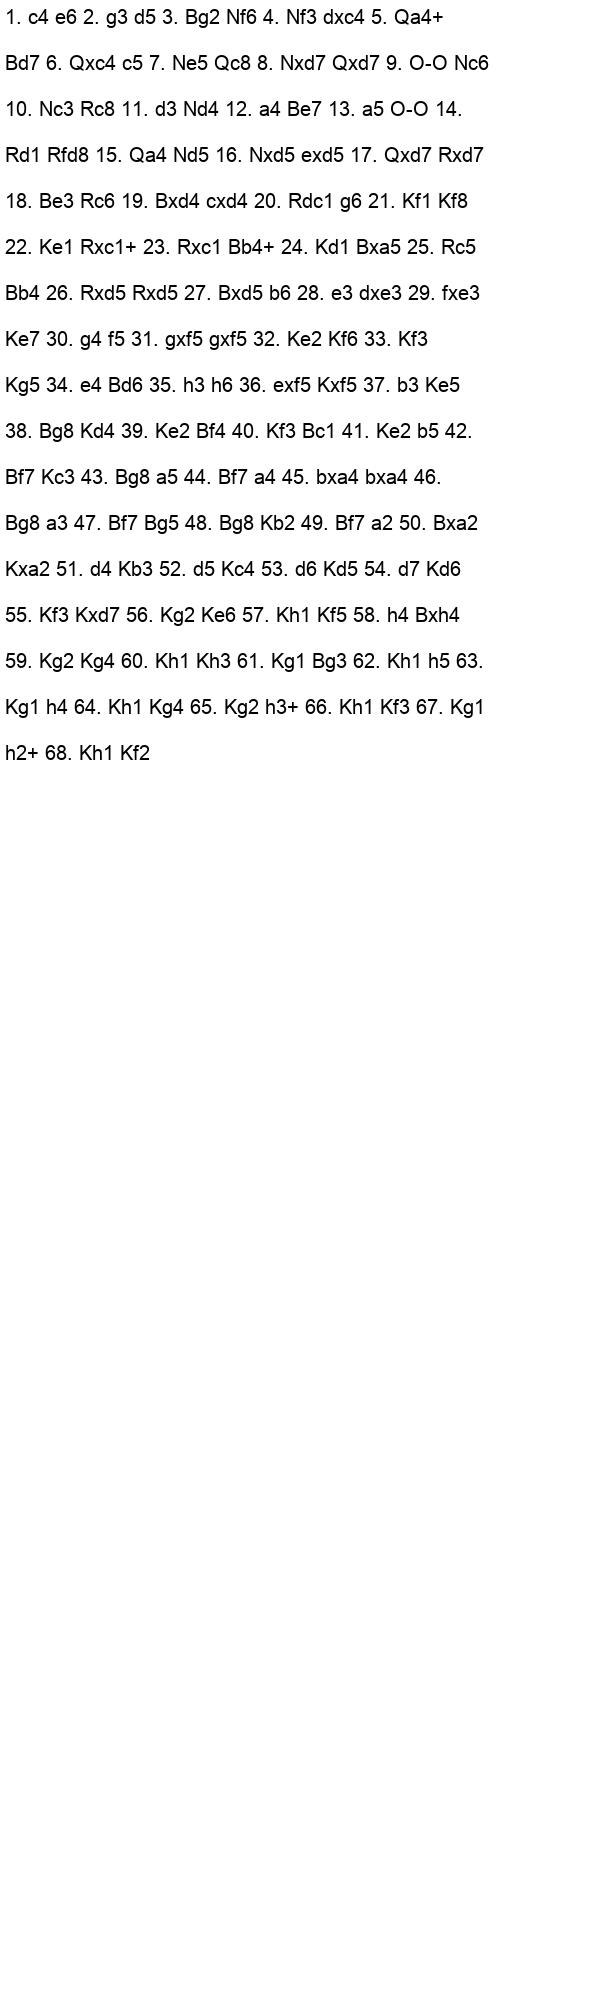 1. c4 e6 2. g3 d5 3. Bg2 Nf6 4. Nf3 dxc4 5. Qa4+
Bd7 6. Qxc4 c5 7. Ne5 Qc8 8. Nxd7 Qxd7 9. O-O Nc6
10. Nc3 Rc8 11. d3 Nd4 12. a4 Be7 13. a5 O-O 14.
Rd1 Rfd8 15. Qa4 Nd5 16. Nxd5 exd5 17. Qxd7 Rxd7
18. Be3 Rc6 19. Bxd4 cxd4 20. Rdc1 g6 21. Kf1 Kf8
22. Ke1 Rxc1+ 23. Rxc1 Bb4+ 24. Kd1 Bxa5 25. Rc5
Bb4 26. Rxd5 Rxd5 27. Bxd5 b6 28. e3 dxe3 29. fxe3
Ke7 30. g4 f5 31. gxf5 gxf5 32. Ke2 Kf6 33. Kf3
Kg5 34. e4 Bd6 35. h3 h6 36. exf5 Kxf5 37. b3 Ke5
38. Bg8 Kd4 39. Ke2 Bf4 40. Kf3 Bc1 41. Ke2 b5 42.
Bf7 Kc3 43. Bg8 a5 44. Bf7 a4 45. bxa4 bxa4 46.
Bg8 a3 47. Bf7 Bg5 48. Bg8 Kb2 49. Bf7 a2 50. Bxa2
Kxa2 51. d4 Kb3 52. d5 Kc4 53. d6 Kd5 54. d7 Kd6
55. Kf3 Kxd7 56. Kg2 Ke6 57. Kh1 Kf5 58. h4 Bxh4
59. Kg2 Kg4 60. Kh1 Kh3 61. Kg1 Bg3 62. Kh1 h5 63.
Kg1 h4 64. Kh1 Kg4 65. Kg2 h3+ 66. Kh1 Kf3 67. Kg1
h2+ 68. Kh1 Kf2